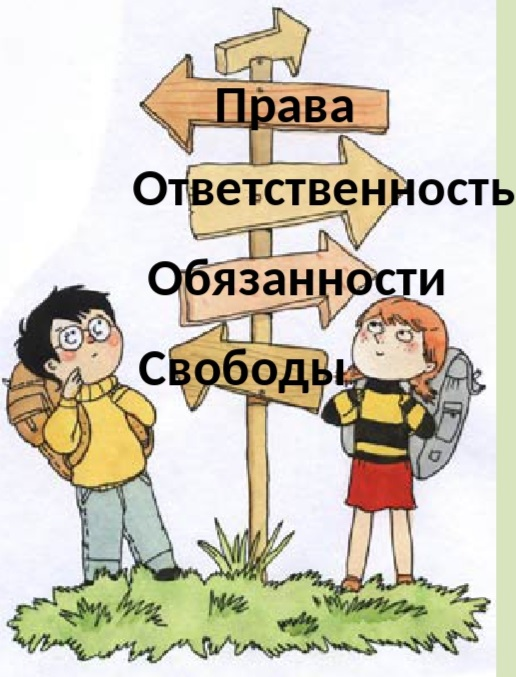 Права
Ответственность
Обязанности
Свободы